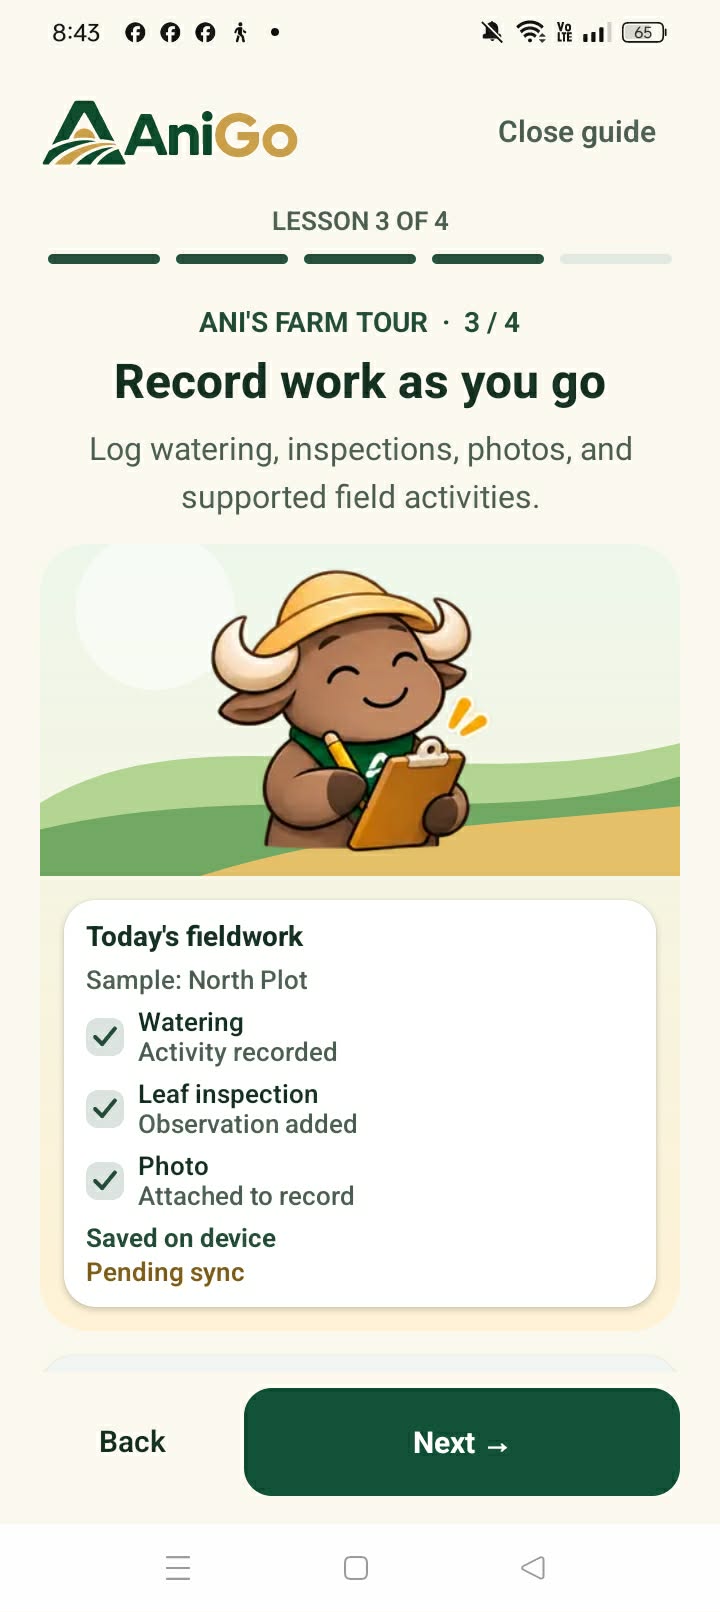 8:43
Vo
LTE
65
AniGo
Close guide
LESSON 3 OF 4
ANI'S FARM TOUR · 3 / 4
Record work as you go
Log watering, inspections, photos, and
supported field activities.
Today's fieldwork
Sample: North Plot
Watering
Activity recorded
Leaf inspection
Observation added
Photo
Attached to record
Saved on device
Pending sync
Back
Next →